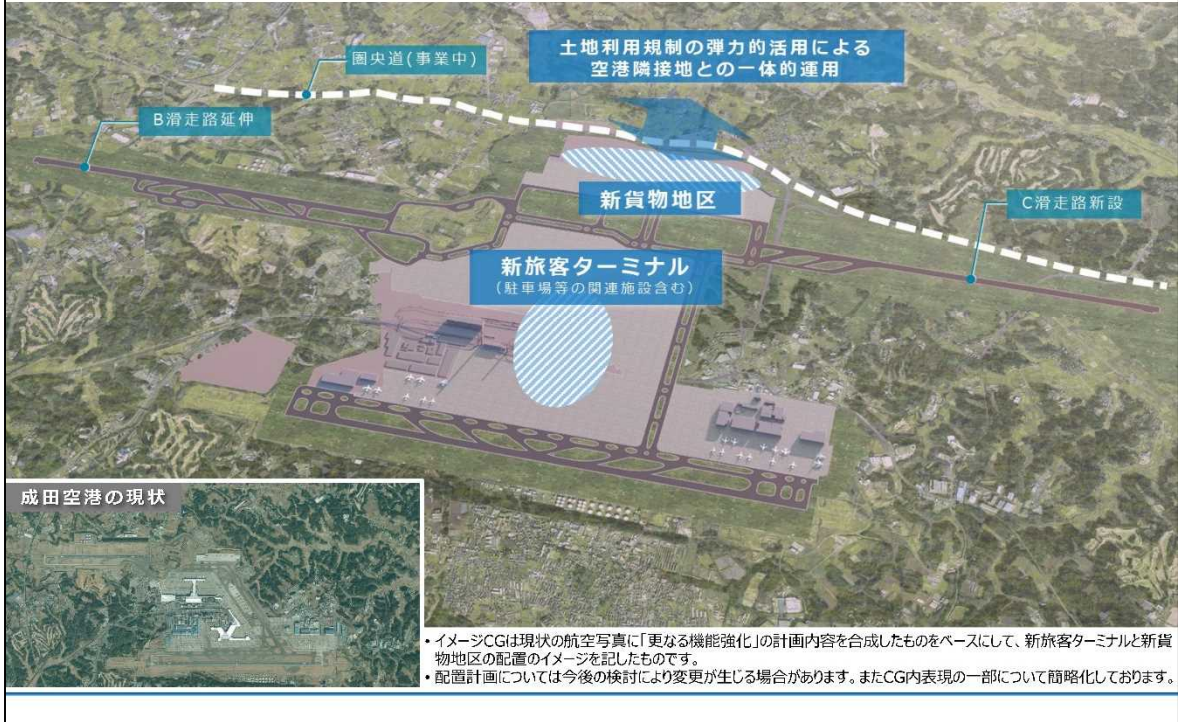 土地利用規制の弾力的活用による
空港隣接地との一体的運用
圏央道(事業中)
B滑走路延伸
新貨物地区
C滑走路新設
新旅客ターミナル
(駐車場等の関連施設含む)
成田空港の現状
・イメージCGは現状の航空写真に「更なる機能強化」の計画内容を合成したものをベースにして、新旅客ターミナルと新貨
物地区の配置のイメージを記したものです。
・配置計画については今後の検討により変更が生じる場合があります。またCG内表現の一部について簡略化しております。